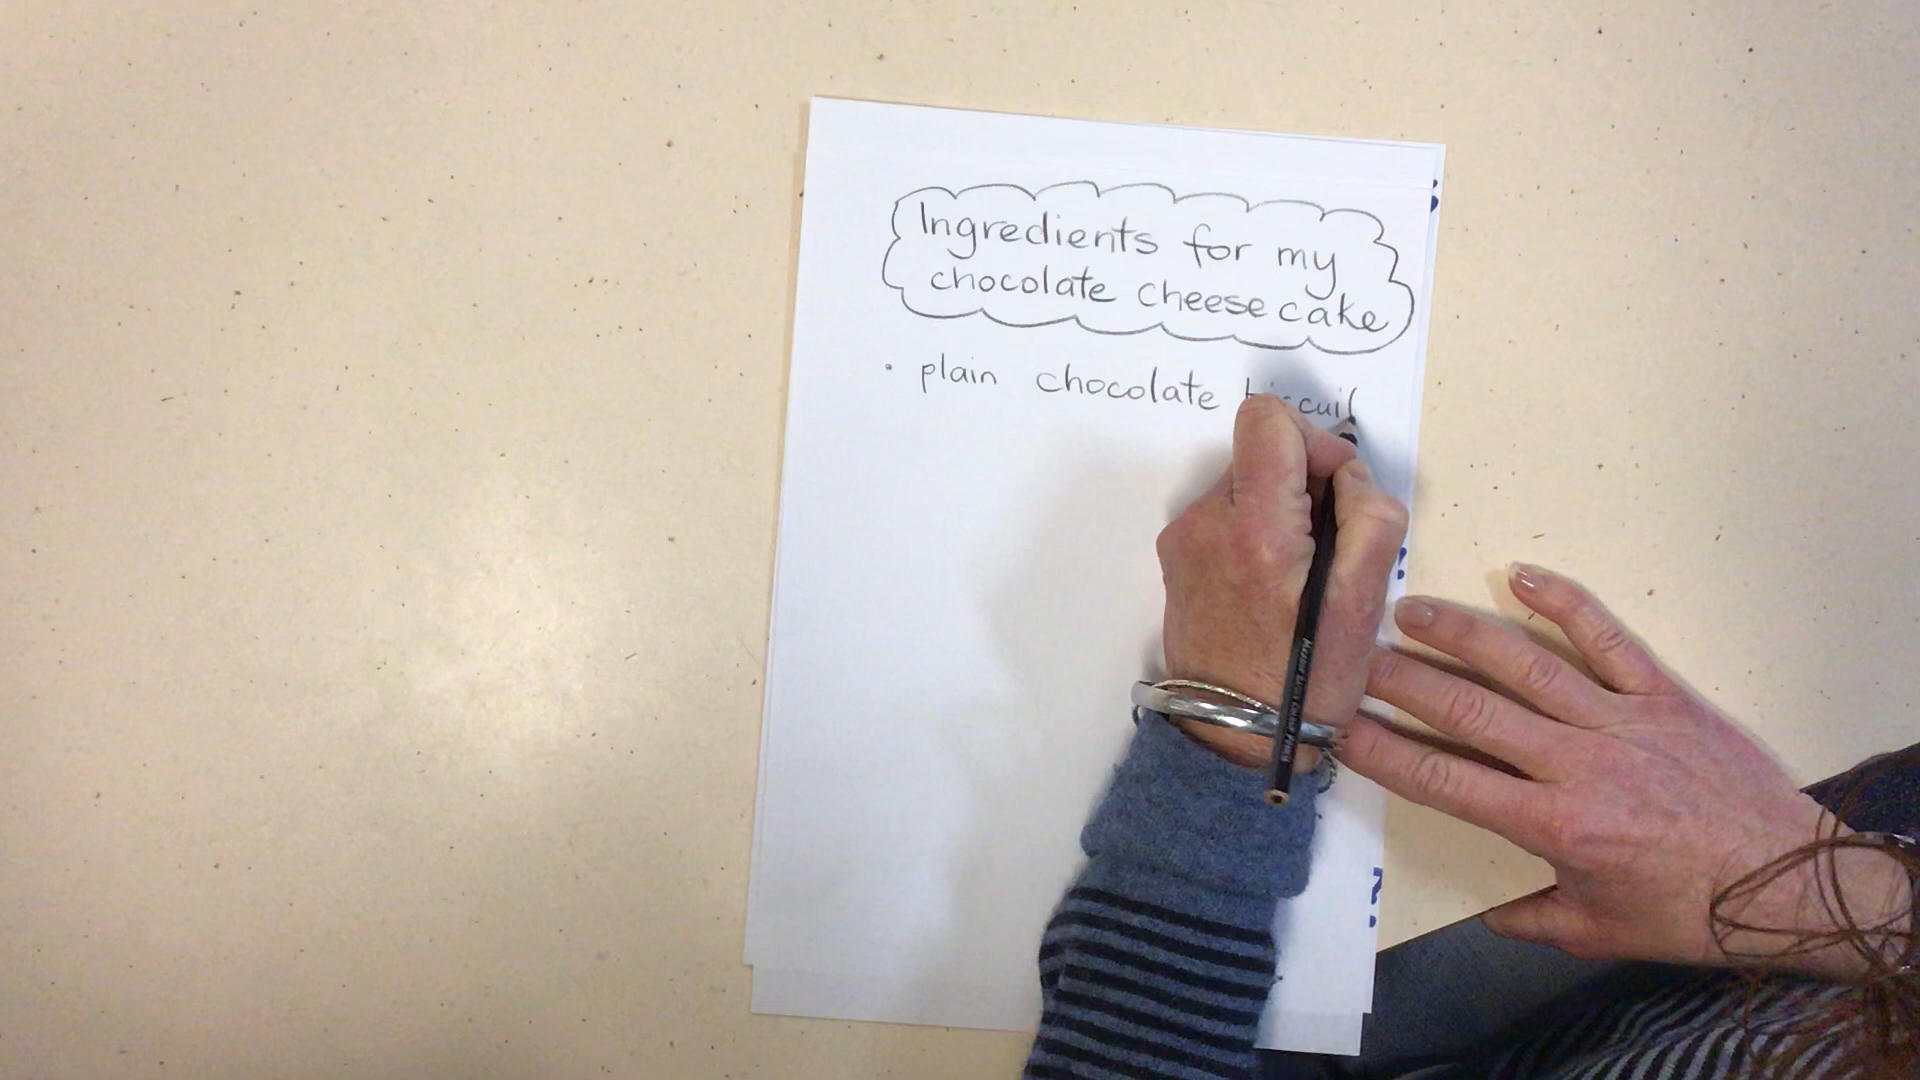 Ingredients for my
chocolate cheese cake
• plain chocolate